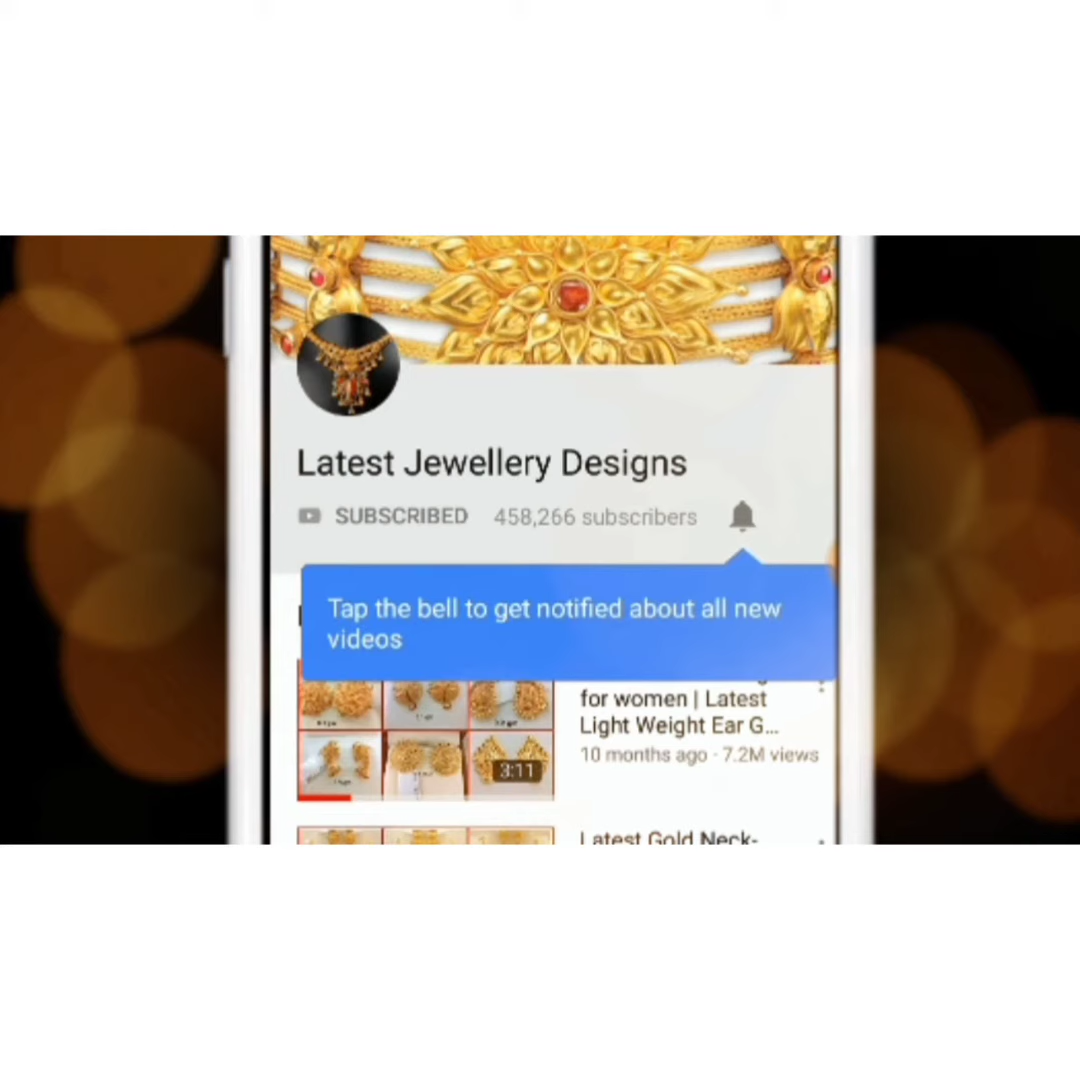 Latest Jewellery Designs
SUBSCRIBED 458,266 subscribers
Tap the bell to get notified about all new
videos
for women | Latest
Light Weight Ear G...
10 months ago · 7.2M views
3:11
Latest Gold Neck-